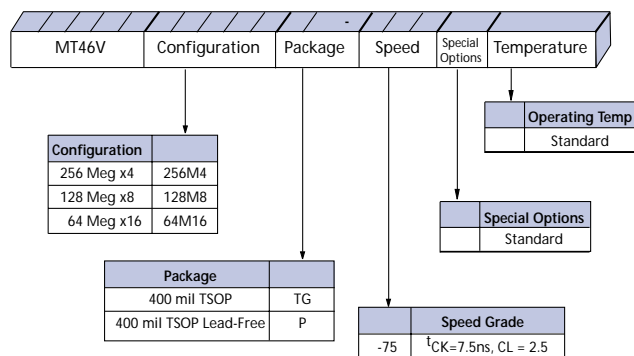 -
MT46V Configuration Package Speed Special Options Temperature
Operating Temp
Standard
Configuration
256 Meg x4 256M4
128 Meg x8 128M8
64 Meg x16 64M16
Special Options
Standard
Package
400 mil TSOP TG
400 mil TSOP Lead-Free P
Speed Grade
-75 tCK=7.5ns, CL = 2.5